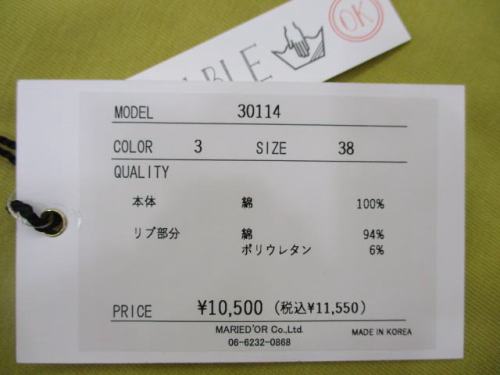 ABLE
OK
MODEL 30114
COLOR 3 SIZE 38
QUALITY
本体 綿 100%
リブ部分 綿 94%
ポリウレタン 6%
PRICE ¥10,500 (税込¥11,550)
MARIED'OR Co.,Ltd.
MADE IN KOREA
06-6232-0868